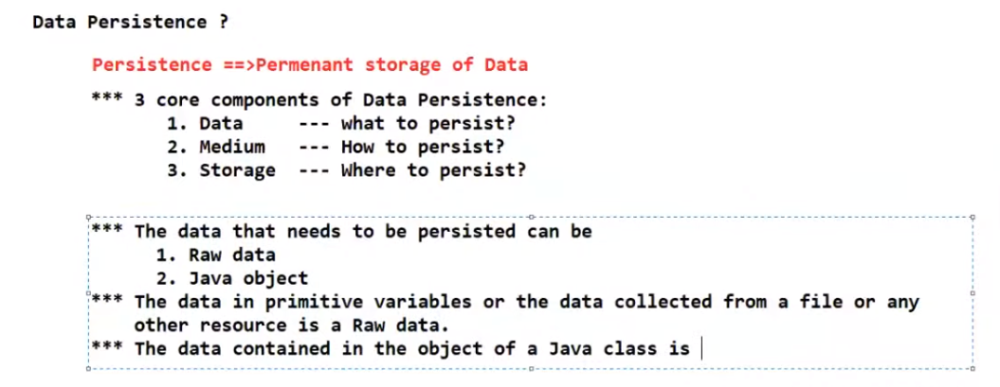 Data Persistence ?
Persistence ==>Permenant storage of Data
*** 3 core components of Data Persistence:
1. Data --- what to persist?
2. Medium --- How to persist?
3. Storage --- Where to persist?
*** The data that needs to be persisted can be
1. Raw data
2. Java object
*** The data in primitive variables or the data collected from a file or any
other resource is a Raw data.
*** The data contained in the object of a Java class is